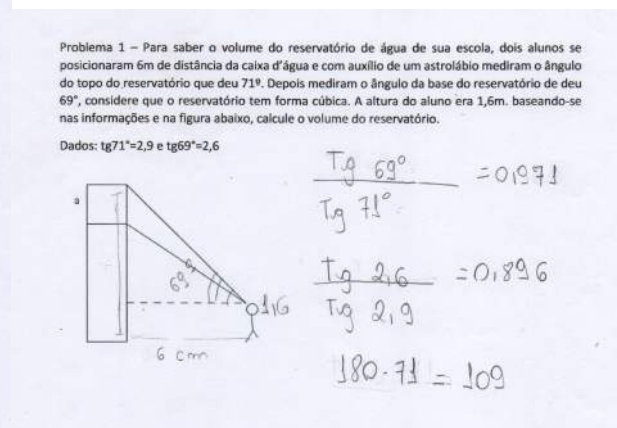 Problema 1 – Para saber o volume do reservatório de água de sua escola, dois alunos se
posicionaram 6m de distância da caixa d'água e com auxílio de um astrolábio mediram o ângulo
do topo do reservatório que deu 71º. Depois mediram o ângulo da base do reservatório de deu
69°, considere que o reservatório tem forma cúbica. A altura do aluno era 1,6m. baseando-se
nas informações e na figura abaixo, calcule o volume do reservatório.
Dados: tg71°=2,9 e tg69°=2,6
Tg 69° = 0,971
Tg 71°
a
69°
Tg 2,6 = 0,896
Tg 2,9
1,6
6 cm
180-71 = 109